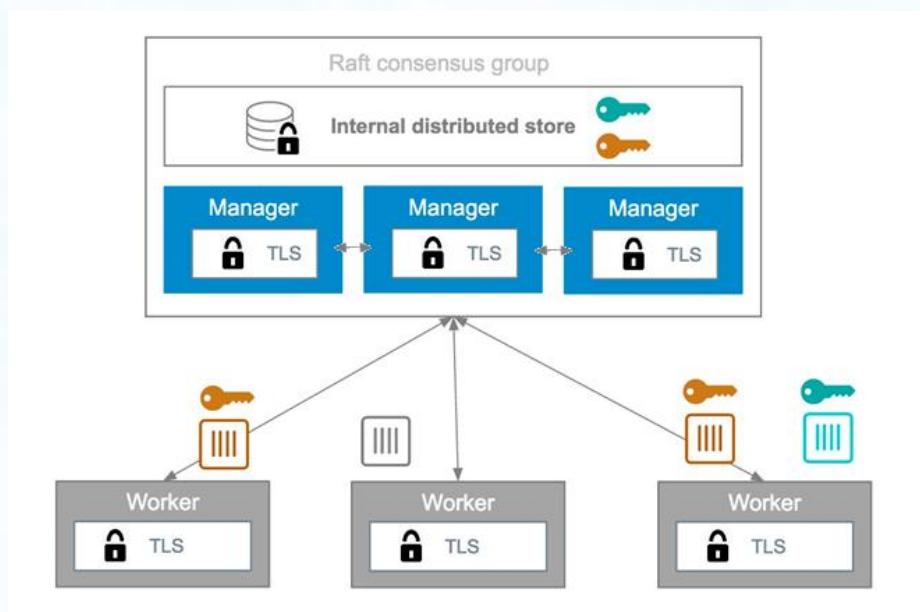 Raft consensus group
Internal distributed store
Manager
Manager
Manager
TLS
TLS
TLS
Worker
Worker
Worker
TLS
TLS
TLS